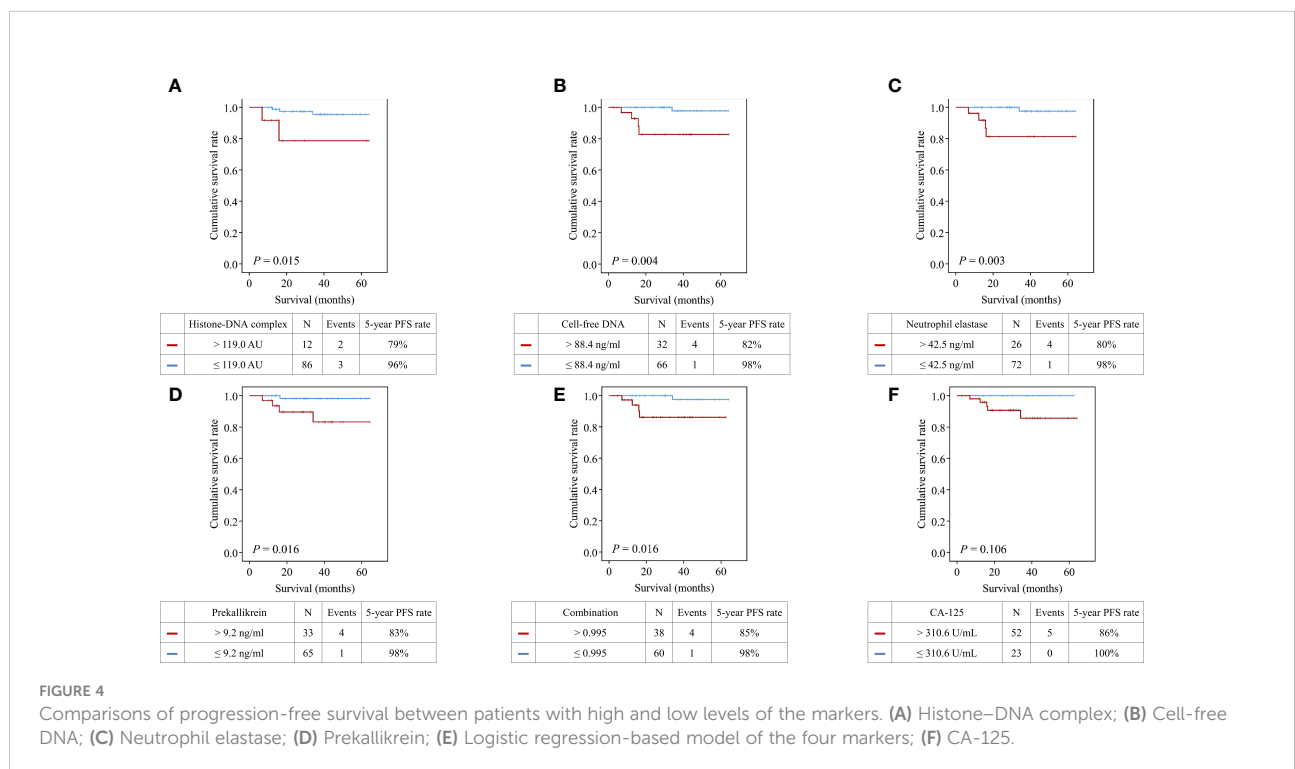 A
1.0
0.8
0.6
0.4
0.2
0.0
Cumulative survival rate
P = 0.015
0 20 40 60
Survival (months)
Histone-DNA complex N Events 5-year PFS rate
> 119.0 AU 12 2 79%
≤ 119.0 AU 86 3 96%
B
1.0
0.8
0.6
0.4
0.2
0.0
Cumulative survival rate
P = 0.004
0 20 40 60
Survival (months)
Cell-free DNA N Events 5-year PFS rate
> 88.4 ng/ml 32 4 82%
≤ 88.4 ng/ml 66 1 98%
C
1.0
0.8
0.6
0.4
0.2
0.0
Cumulative survival rate
P = 0.003
0 20 40 60
Survival (months)
Neutrophil elastase N Events 5-year PFS rate
> 42.5 ng/ml 26 4 80%
≤ 42.5 ng/ml 72 1 98%
D
1.0
0.8
0.6
0.4
0.2
0.0
Cumulative survival rate
P = 0.016
0 20 40 60
Survival (months)
Prekallikrein N Events 5-year PFS rate
> 9.2 ng/ml 33 4 83%
≤ 9.2 ng/ml 65 1 98%
E
1.0
0.8
0.6
0.4
0.2
0.0
Cumulative survival rate
P = 0.016
0 20 40 60
Survival (months)
Combination N Events 5-year PFS rate
> 0.995 38 4 85%
≤ 0.995 60 1 98%
F
1.0
0.8
0.6
0.4
0.2
0.0
Cumulative survival rate
P = 0.106
0 20 40 60
Survival (months)
CA-125 N Events 5-year PFS rate
> 310.6 U/mL 52 5 86%
≤ 310.6 U/mL 23 0 100%
FIGURE 4
Comparisons of progression-free survival between patients with high and low levels of the markers. (A) Histone–DNA complex; (B) Cell-free
DNA; (C) Neutrophil elastase; (D) Prekallikrein; (E) Logistic regression-based model of the four markers; (F) CA-125.